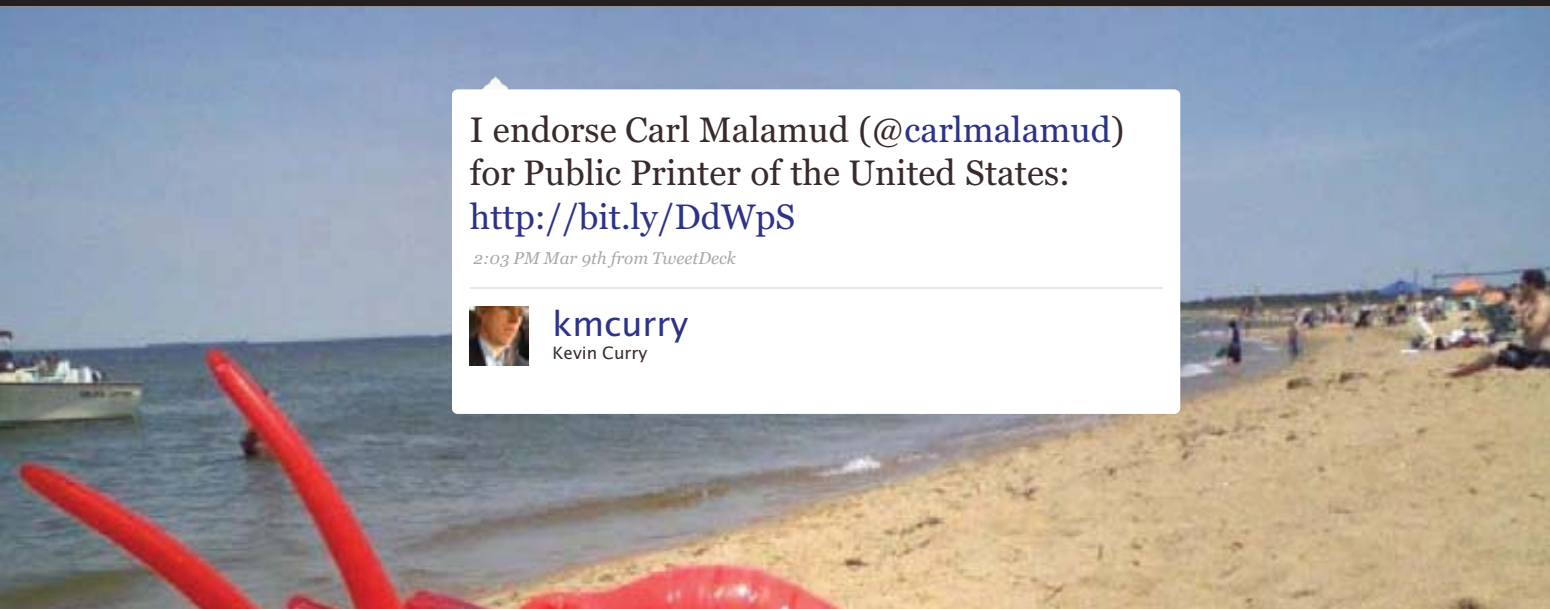 I endorse Carl Malamud (@carlmalamud)
for Public Printer of the United States:
http://bit.ly/DdWpS
2:03 PM Mar 9th from TweetDeck
kmcurry
Kevin Curry